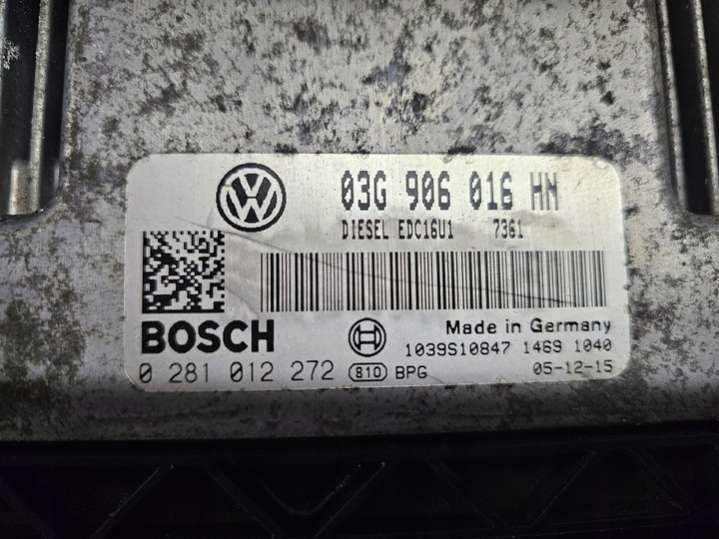 03G 906 016 HN
DIESEL EDC16U1 7361
BOSCH
Made in Germany
1039S10847 1469 1040
0 281 012 272 810 BPG 05-12-15